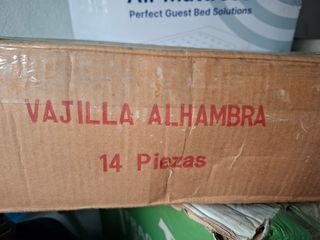 Perfect Guest Bed Solutions
VAJILLA ALHAMBRA
14 Piezas